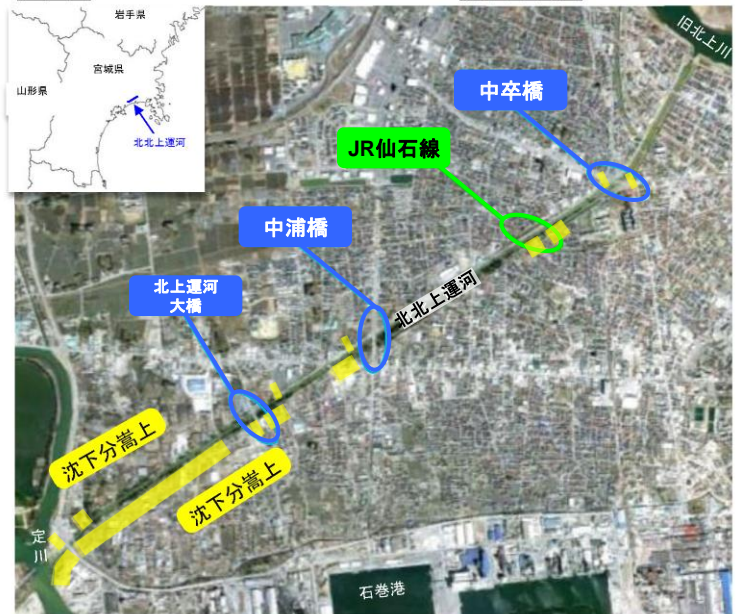 岩手県
宮城県
山形県
北北上運河
旧北上川
中卒橋
JR仙石線
中浦橋
北上運河
大橋
北北上運河
沈下分嵩上
沈下分嵩上
定川
石巻港